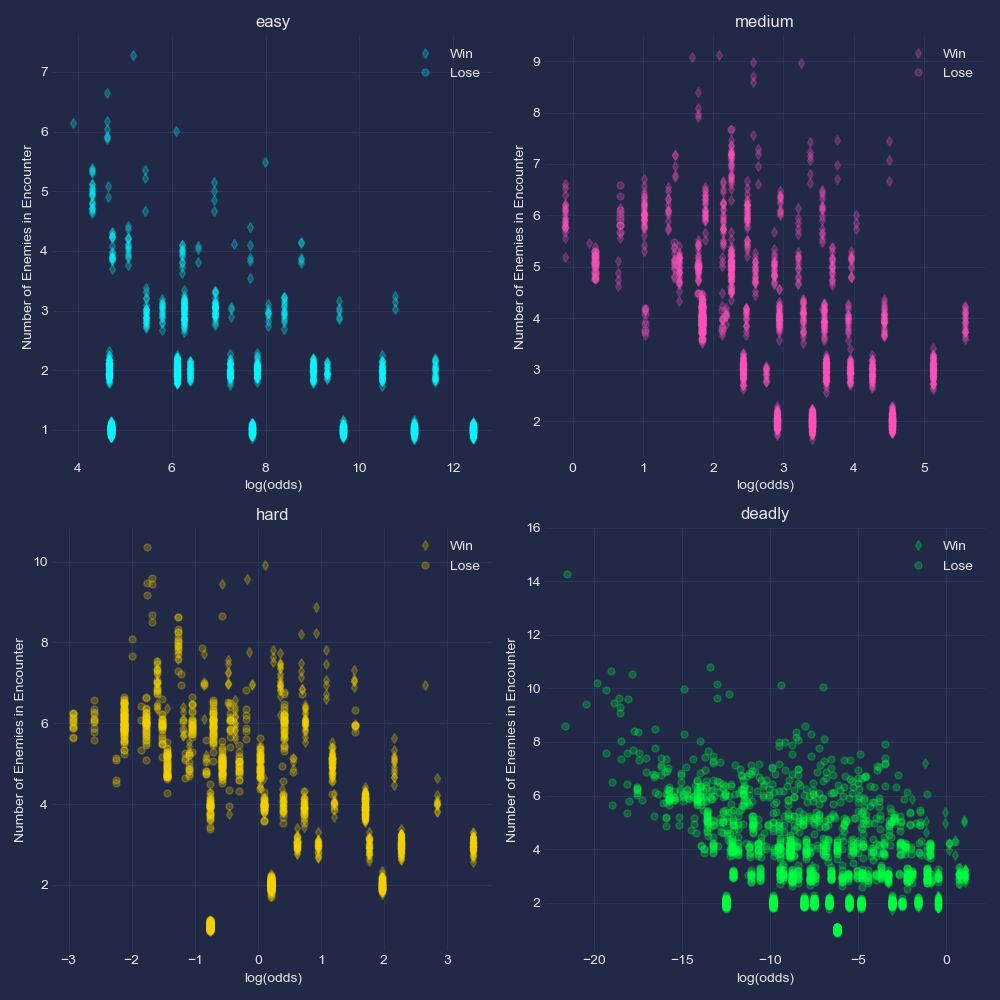 easy
Win
Lose
Number of Enemies in Encounter
7
6
5
4
3
2
1
4
6
8
10
12
log(odds)
medium
Win
Lose
Number of Enemies in Encounter
9
8
7
6
5
4
3
2
0
1
2
3
4
5
log(odds)
hard
Win
Lose
Number of Enemies in Encounter
10
8
6
4
2
−3
−2
−1
0
1
2
3
log(odds)
deadly
Win
Lose
Number of Enemies in Encounter
16
14
12
10
8
6
4
2
−20
−15
−10
−5
0
log(odds)